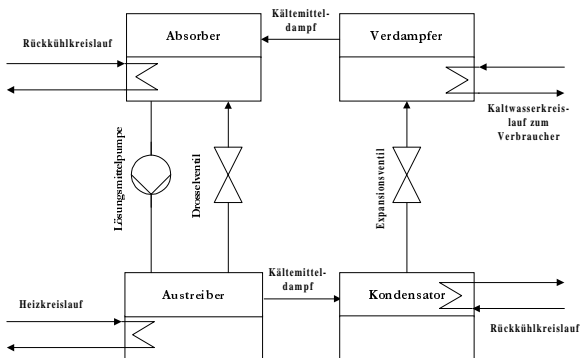 Kältemittel-
dampf
Rückkühlkreislauf
Absorber
Verdampfer
Kaltwasserkreis-
lauf zum
Verbraucher
Lösungsmittelpumpe
Drosselventil
Expansionsventil
Kältemittel-
dampf
Heizkreislauf
Austreiber
Kondensator
Rückkühlkreislauf